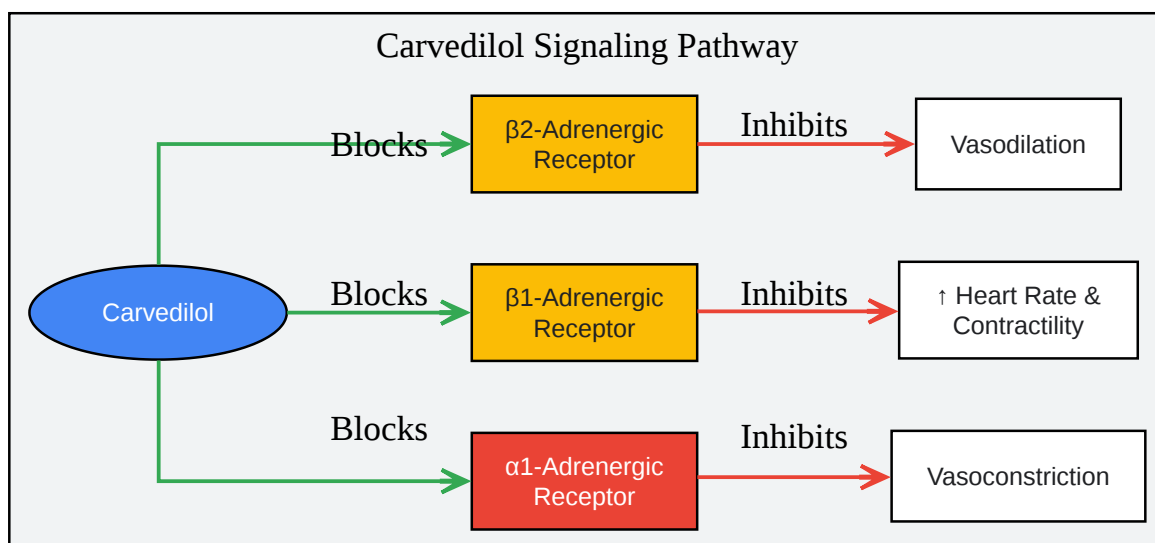 Carvedilol Signaling Pathway
Blocks
β2-Adrenergic
Receptor
Inhibits
Vasodilation
Carvedilol
Blocks
β1-Adrenergic
Receptor
Inhibits
↑ Heart Rate &
Contractility
Blocks
α1-Adrenergic
Receptor
Inhibits
Vasoconstriction